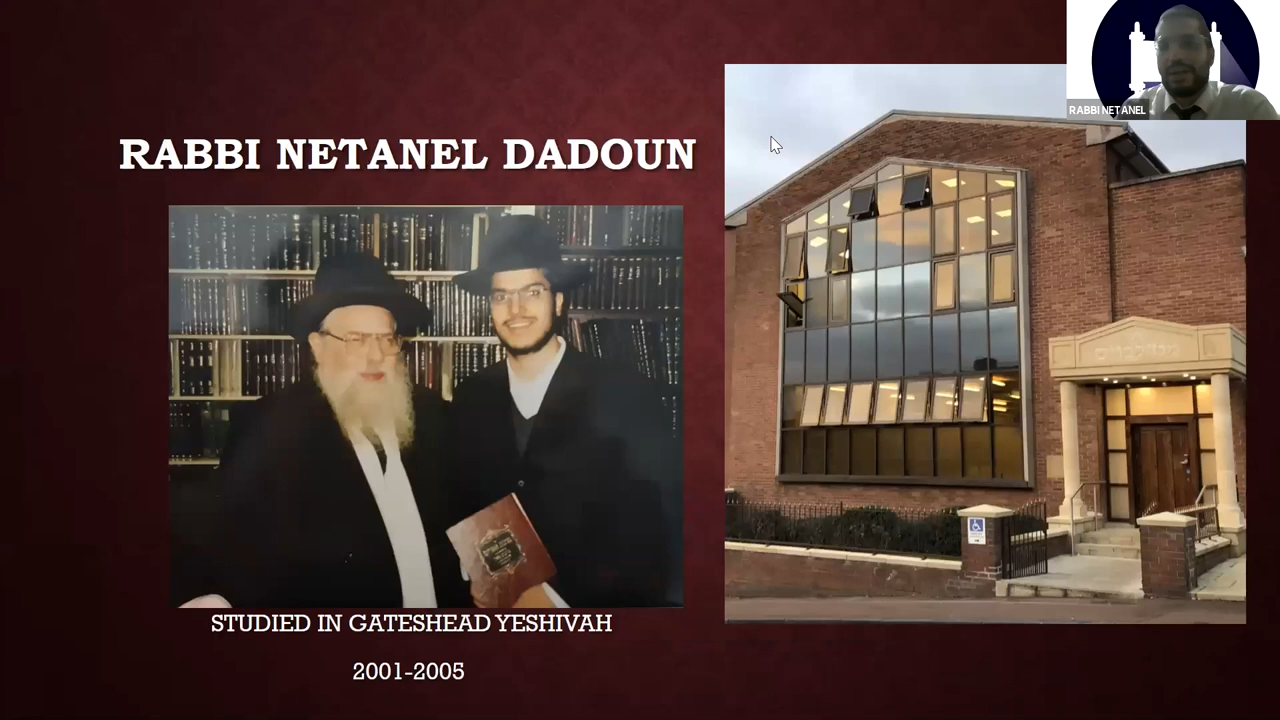 RABBI NETANEL DADOUN
STUDIED IN GATESHEAD YESHIVAH
2001-2005
RABBI NETANEL